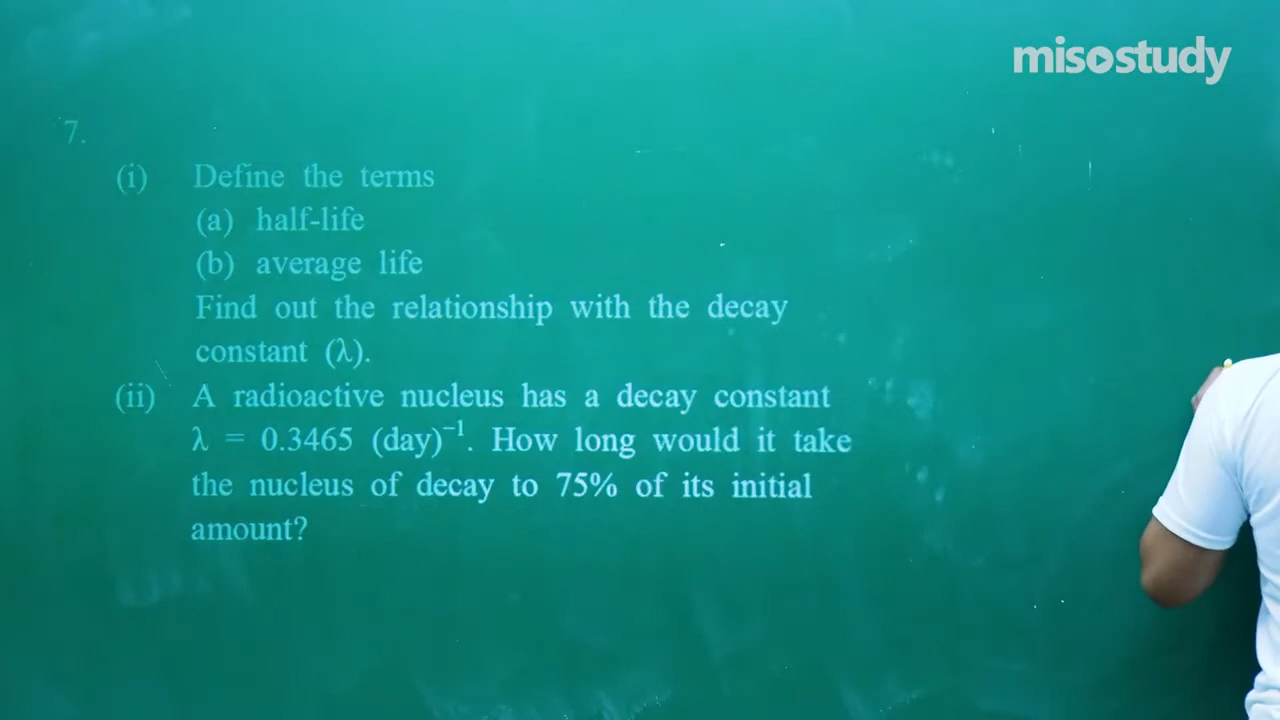 misostudy
7.
(i) Define the terms
(a) half-life
(b) average life
Find out the relationship with the decay
constant (λ).
(ii) A radioactive nucleus has a decay constant
λ = 0.3465 (day)⁻¹. How long would it take
the nucleus of decay to 75% of its initial
amount?